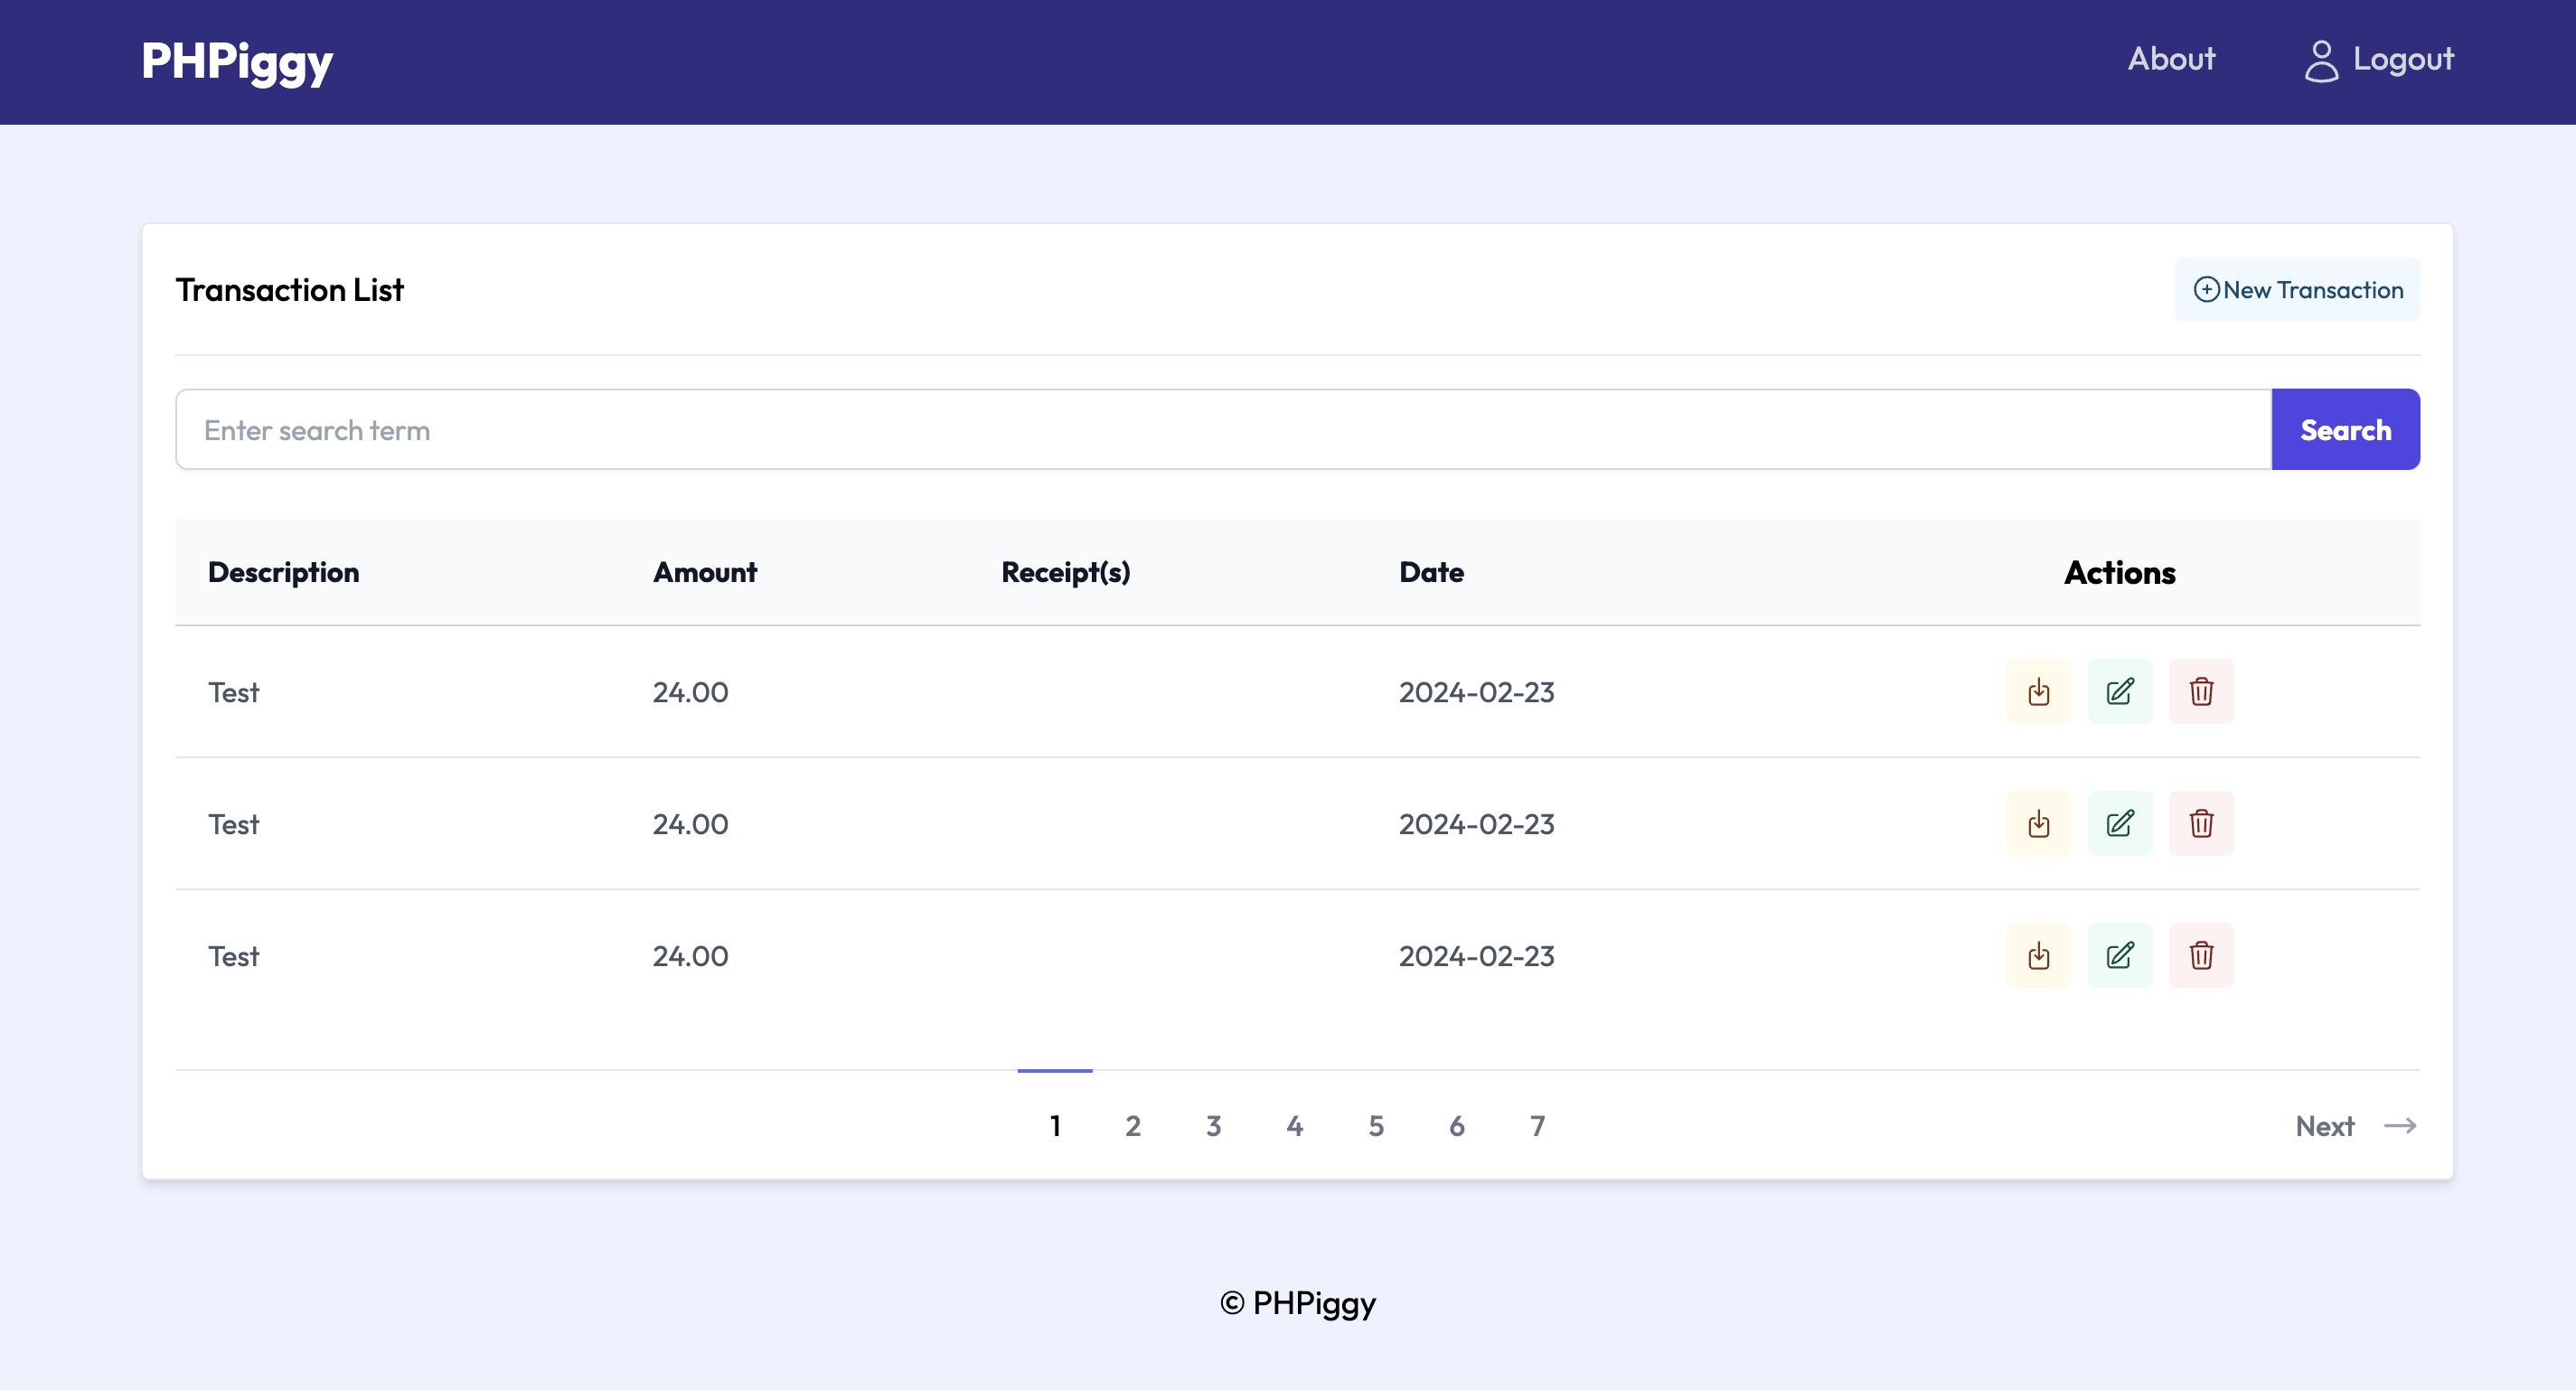 PHPiggy About Logout
Transaction List New Transaction
Enter search term Search
Description Amount Receipt(s) Date Actions
Test 24.00 2024-02-23
Test 24.00 2024-02-23
Test 24.00 2024-02-23
1 2 3 4 5 6 7 Next
© PHPiggy